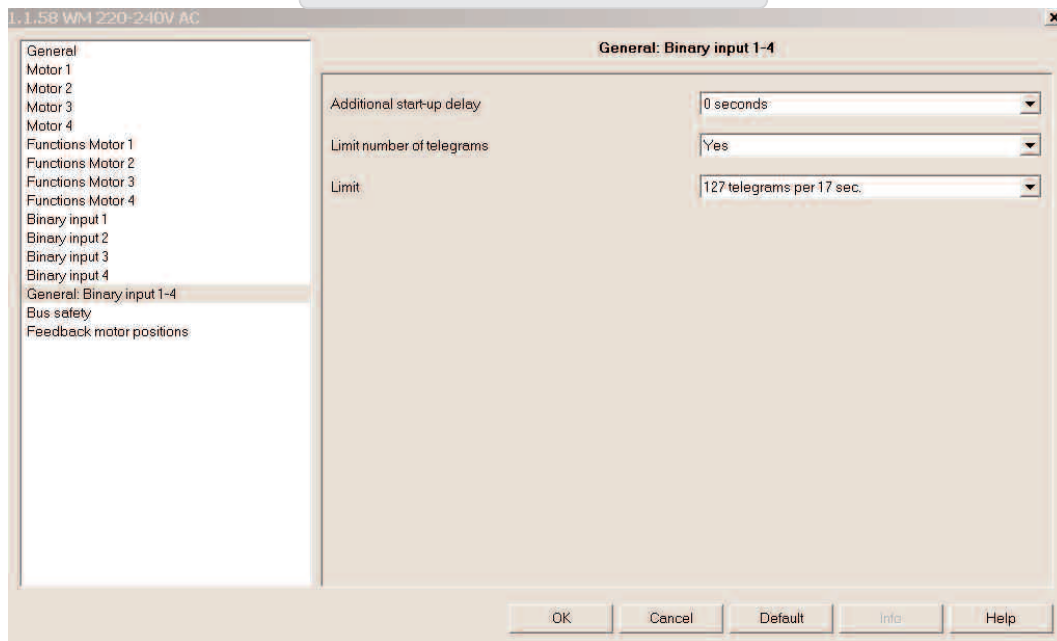 1.1.58 WM 220-240V AC
General
Motor 1
Motor 2
Motor 3
Motor 4
Functions Motor 1
Functions Motor 2
Functions Motor 3
Functions Motor 4
Binary input 1
Binary input 2
Binary input 3
Binary input 4
General: Binary input 1-4
Bus safety
Feedback motor positions
General: Binary input 1-4
Additional start-up delay 0 seconds
Limit number of telegrams Yes
Limit 127 telegrams per 17 sec.
OK Cancel Default Info Help